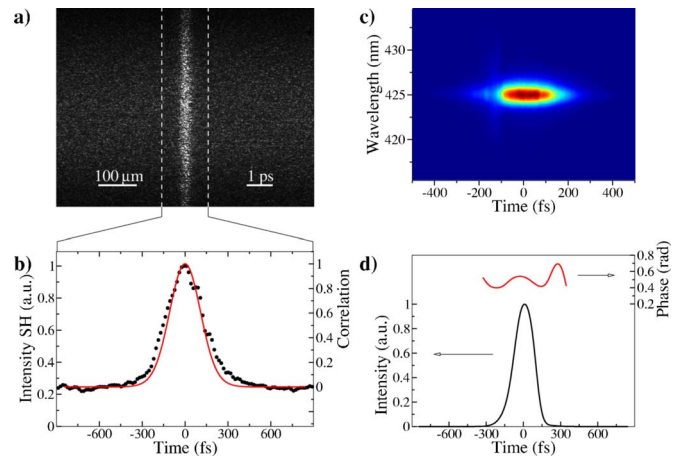 a)
100 µm
1 ps
b)
Intensity SH (a.u.)
1
0.8
0.6
0.4
0.2
0
1
0.8
0.6
0.4
0.2
0
Correlation
-600
-300
0
300
600
Time (fs)
c)
Wavelength (nm)
430
425
420
-400
-200
0
200
400
Time (fs)
d)
0.8
0.6
0.4
0.2
Phase (rad)
Intensity (a.u.)
1
0.8
0.6
0.4
0.2
0
-600
-300
0
300
600
Time (fs)